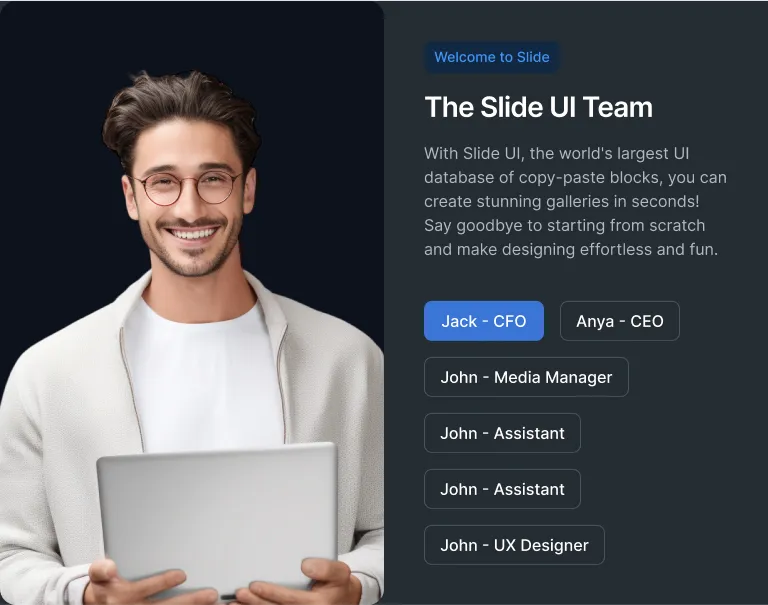 Welcome to Slide
The Slide UI Team
With Slide UI, the world's largest UI
database of copy-paste blocks, you can
create stunning galleries in seconds!
Say goodbye to starting from scratch
and make designing effortless and fun.
Jack - CFO
Anya - CEO
John - Media Manager
John - Assistant
John - Assistant
John - UX Designer